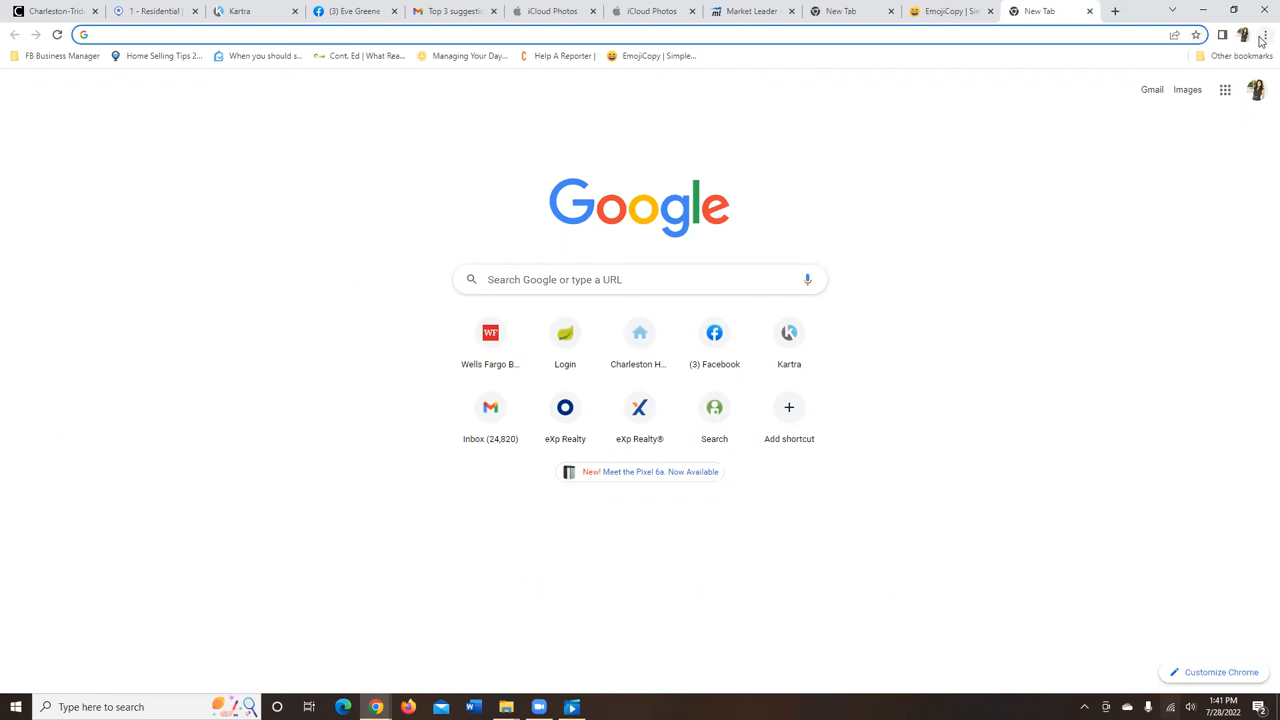 Charleston-Trid
1 - Residential
Kartra
(3) Eve Greene
Top 3 suggestic
iCloud Photos
iCloud Photos
Market Leader
New Tab
EmojiCopy | Sim
New Tab
FB Business Manager
Home Selling Tips 2...
When you should s...
Cont. Ed | What Rea...
Managing Your Day...
Help A Reporter |
EmojiCopy | Simple...
Other bookmarks
Gmail
Images
Google
Search Google or type a URL
WF
Wells Fargo B...
Login
Charleston H...
(3) Facebook
Kartra
Inbox (24,820)
eXp Realty
eXp Realty®
Search
Add shortcut
New! Meet the Pixel 6a. Now Available
Customize Chrome
Type here to search
1:41 PM
7/28/2022